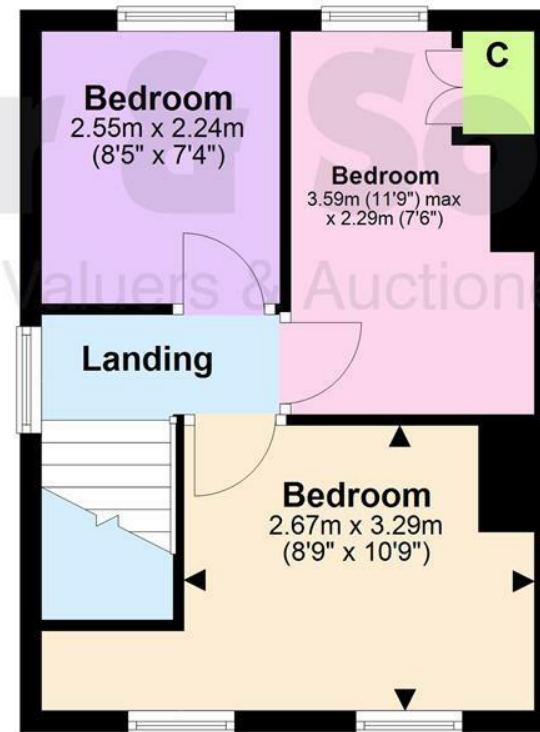 C
Bedroom
2.55m x 2.24m
(8'5" x 7'4")
Bedroom
3.59m (11'9") max
x 2.29m (7'6")
Valuers & Auctione
Landing
Bedroom
2.67m x 3.29m
(8'9" x 10'9")